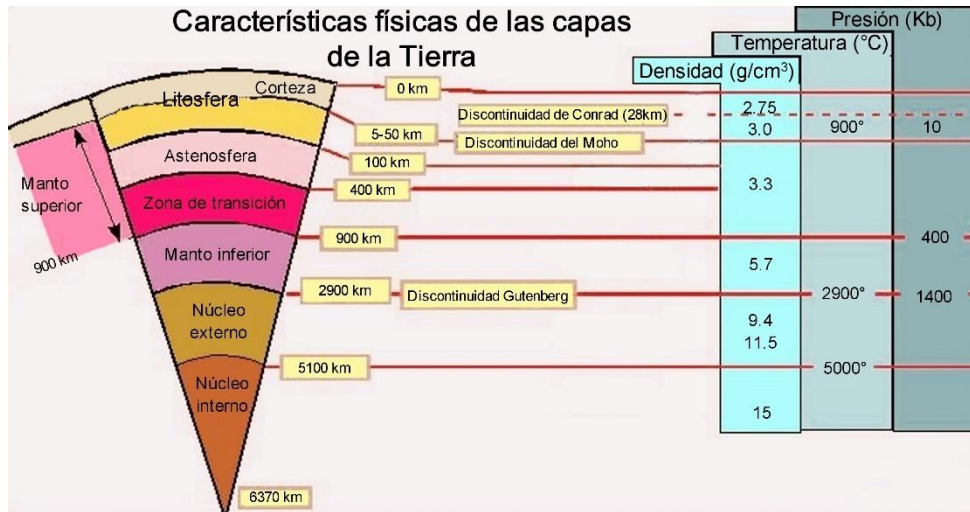 Características físicas de las capas
de la Tierra
Presión (Kb)
Temperatura (°C)
Densidad (g/cm³)
Corteza
Litosfera
Astenosfera
Zona de transición
Manto inferior
Núcleo
externo
Núcleo
interno
Manto
superior
900 km
0 km
Discontinuidad de Conrad (28km)
5-50 km
Discontinuidad del Moho
100 km
400 km
900 km
2900 km
Discontinuidad Gutenberg
5100 km
6370 km
2.75
3.0
3.3
5.7
9.4
11.5
15
900°
2900°
5000°
10
400
1400